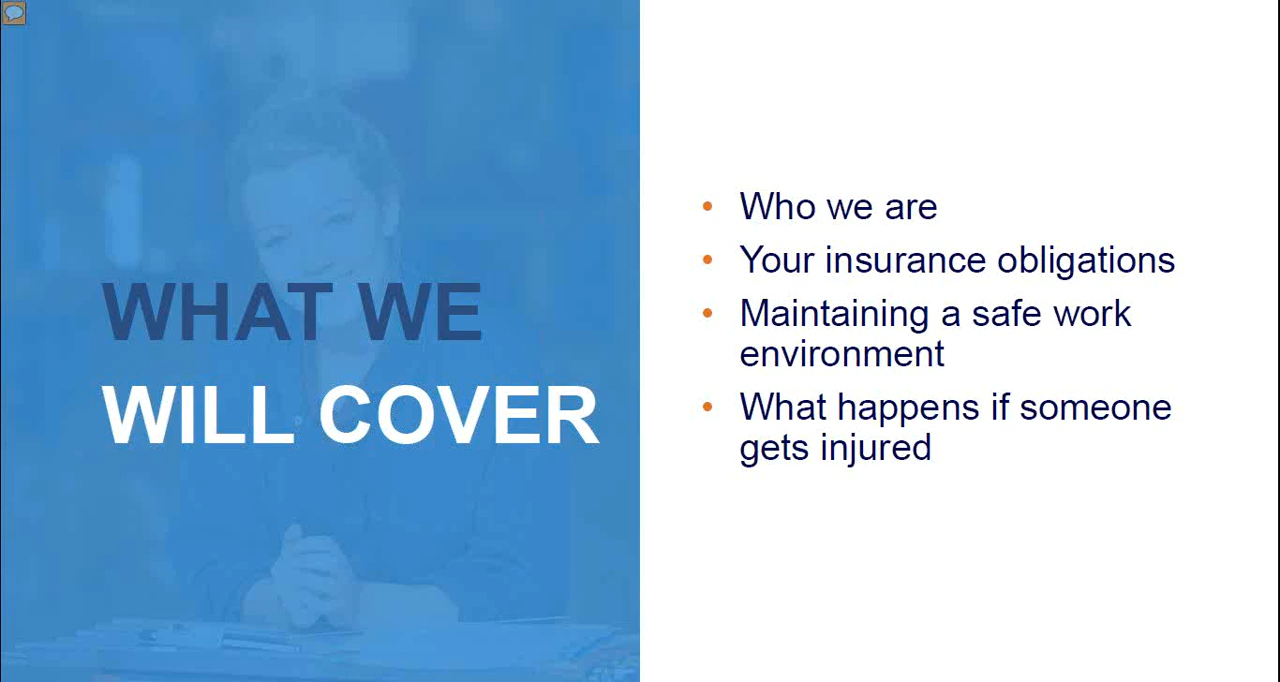 WHAT WE
WILL COVER
• Who we are
• Your insurance obligations
• Maintaining a safe work
environment
• What happens if someone
gets injured